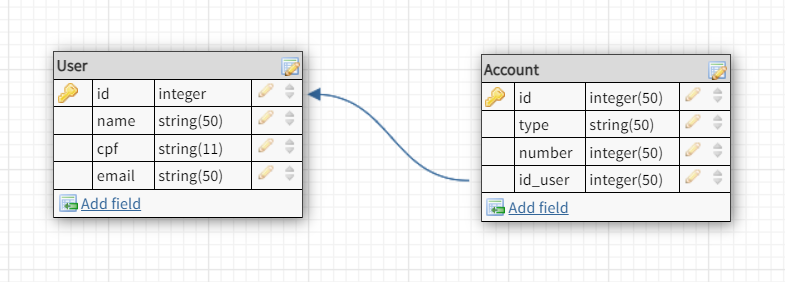 User
id integer
name string(50)
cpf string(11)
email string(50)
Add field
Account
id integer(50)
type string(50)
number integer(50)
id_user integer(50)
Add field